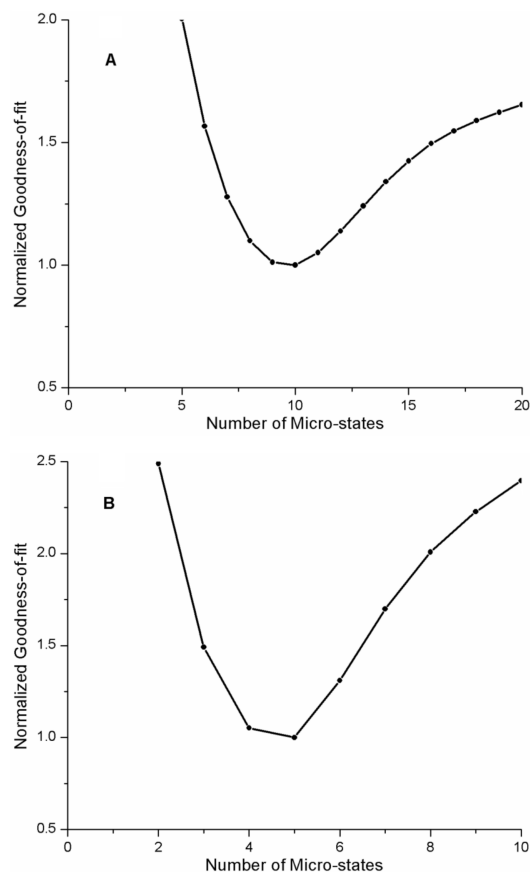 A
Normalized Goodness-of-fit
2.0
1.5
1.0
0.5
0 5 10 15 20
Number of Micro-states
B
Normalized Goodness-of-fit
2.5
2.0
1.5
1.0
0.5
0 2 4 6 8 10
Number of Micro-states